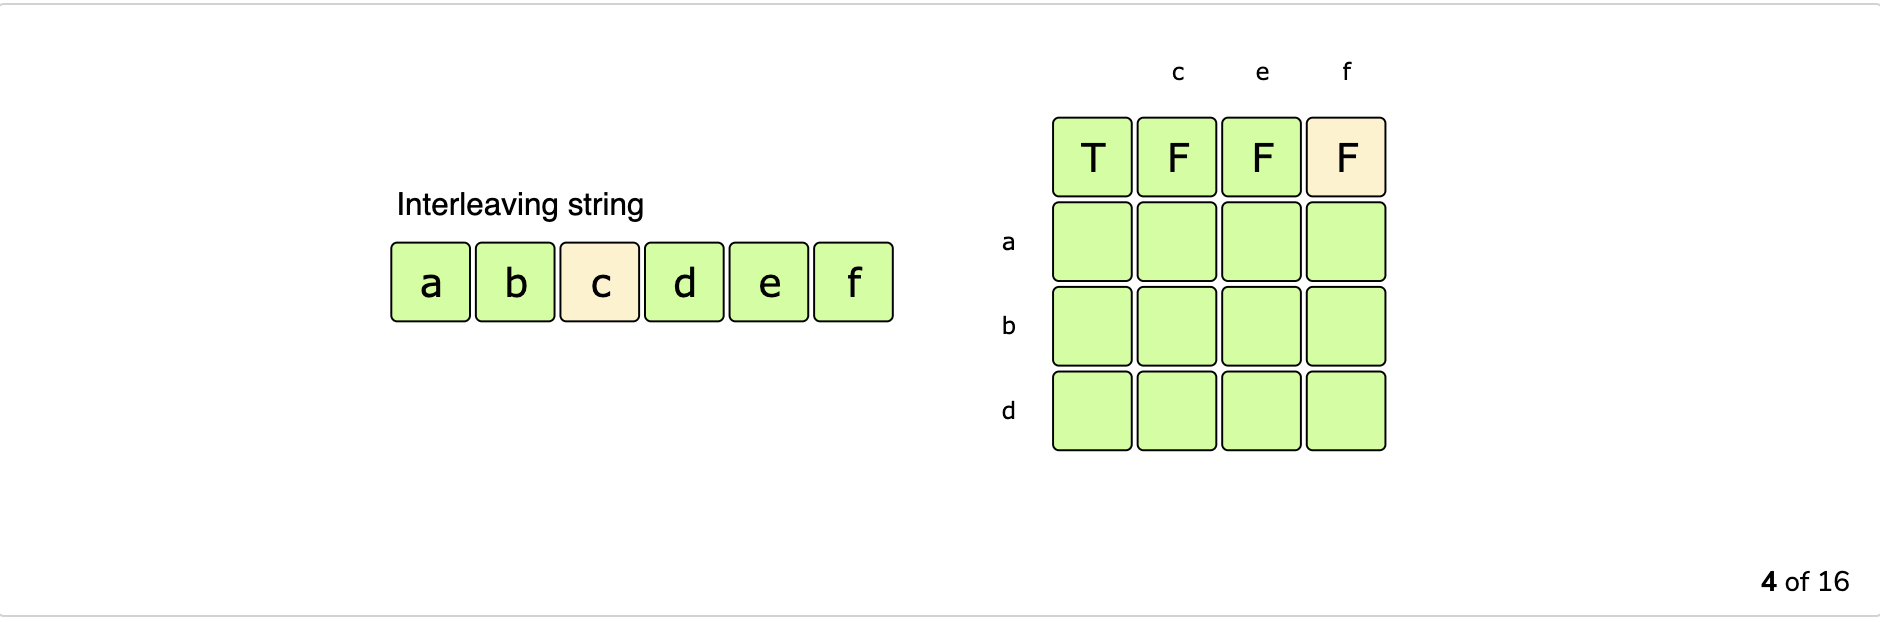 Interleaving string
a b c d e f
c e f
T F F F
a
b
d
4 of 16